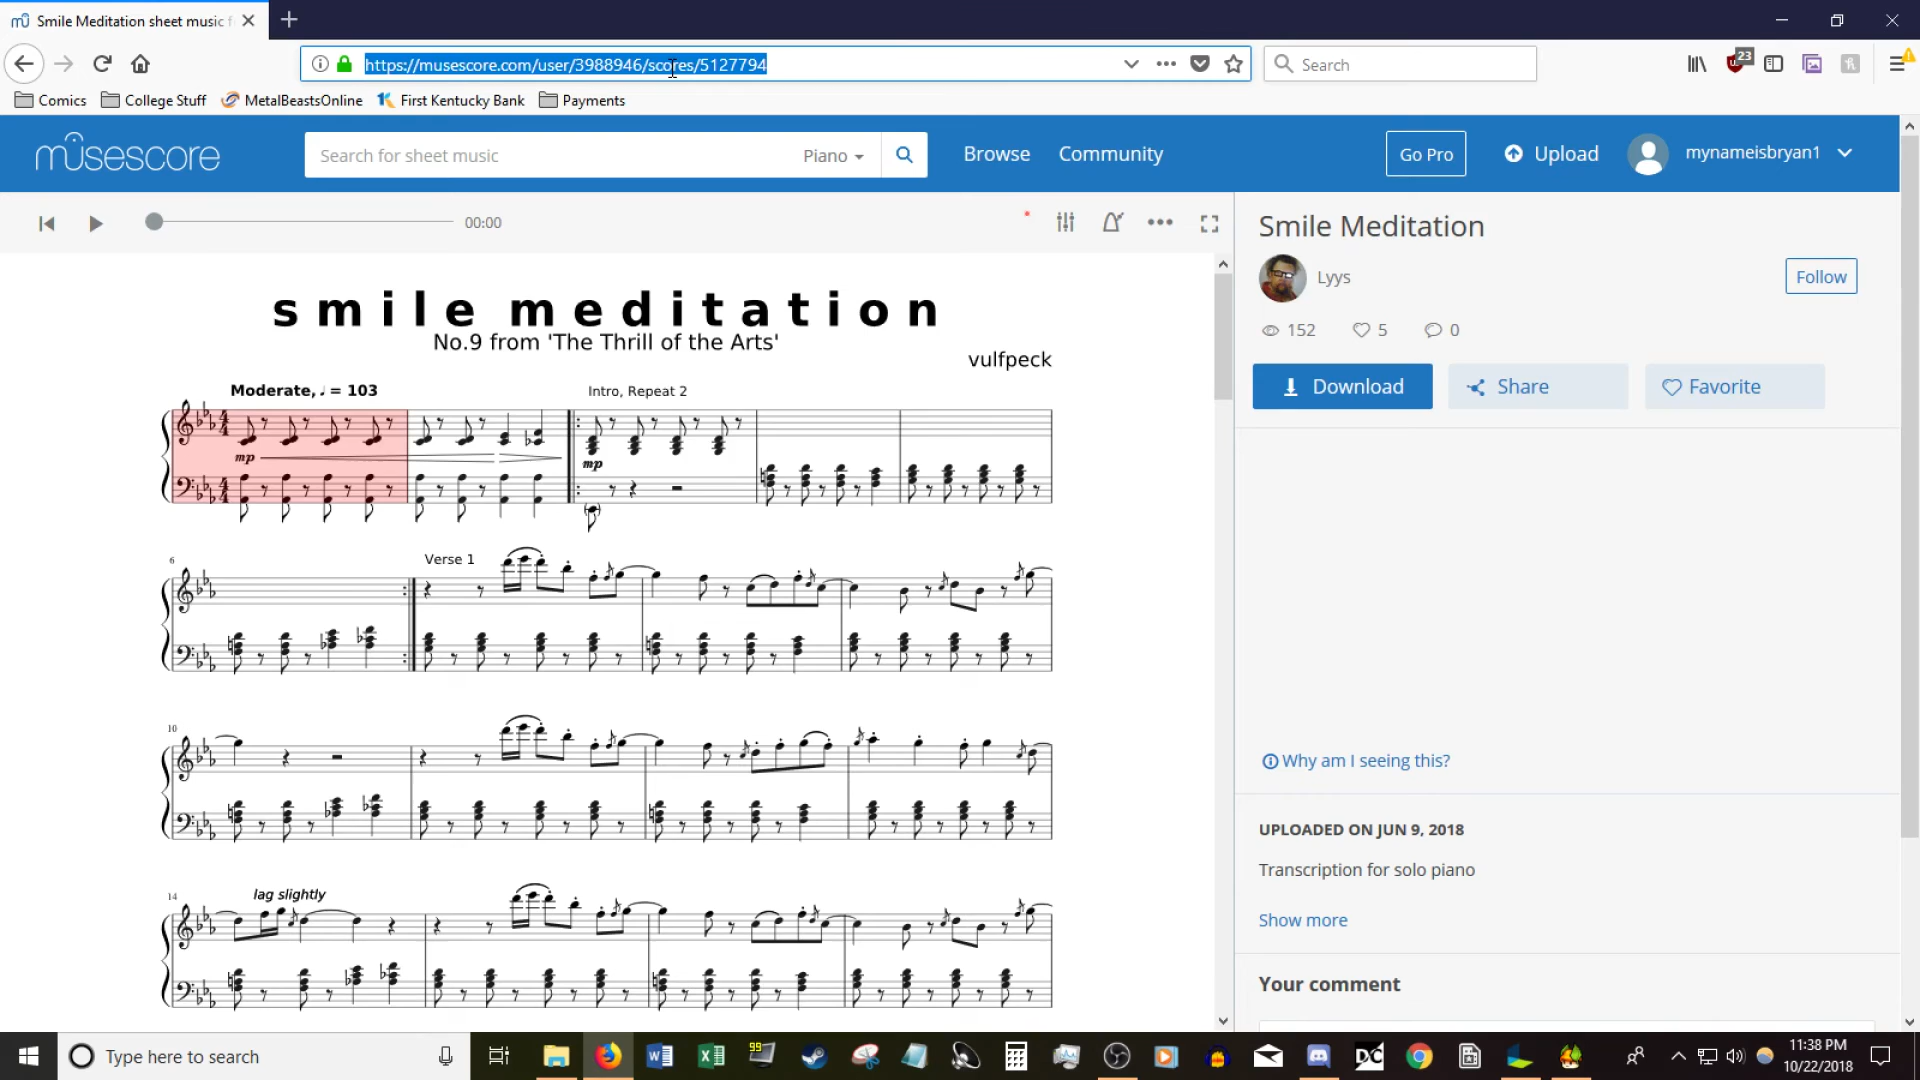 Smile Meditation sheet music f
https://musescore.com/user/3988946/scores/5127794
Search
23
Comics
College Stuff
MetalBeastsOnline
First Kentucky Bank
Payments
musescore
Search for sheet music
Piano
Browse
Community
Go Pro
Upload
mynameisbryan1
00:00
smile meditation
No.9 from 'The Thrill of the Arts'
vulfpeck
Moderate, ♩ = 103
Intro, Repeat 2
mp
mp
6
Verse 1
10
14
lag slightly
Smile Meditation
Lyys
Follow
152
5
0
Download
Share
Favorite
Why am I seeing this?
UPLOADED ON JUN 9, 2018
Transcription for solo piano
Show more
Your comment
Type here to search
99
DC
11:38 PM
10/22/2018